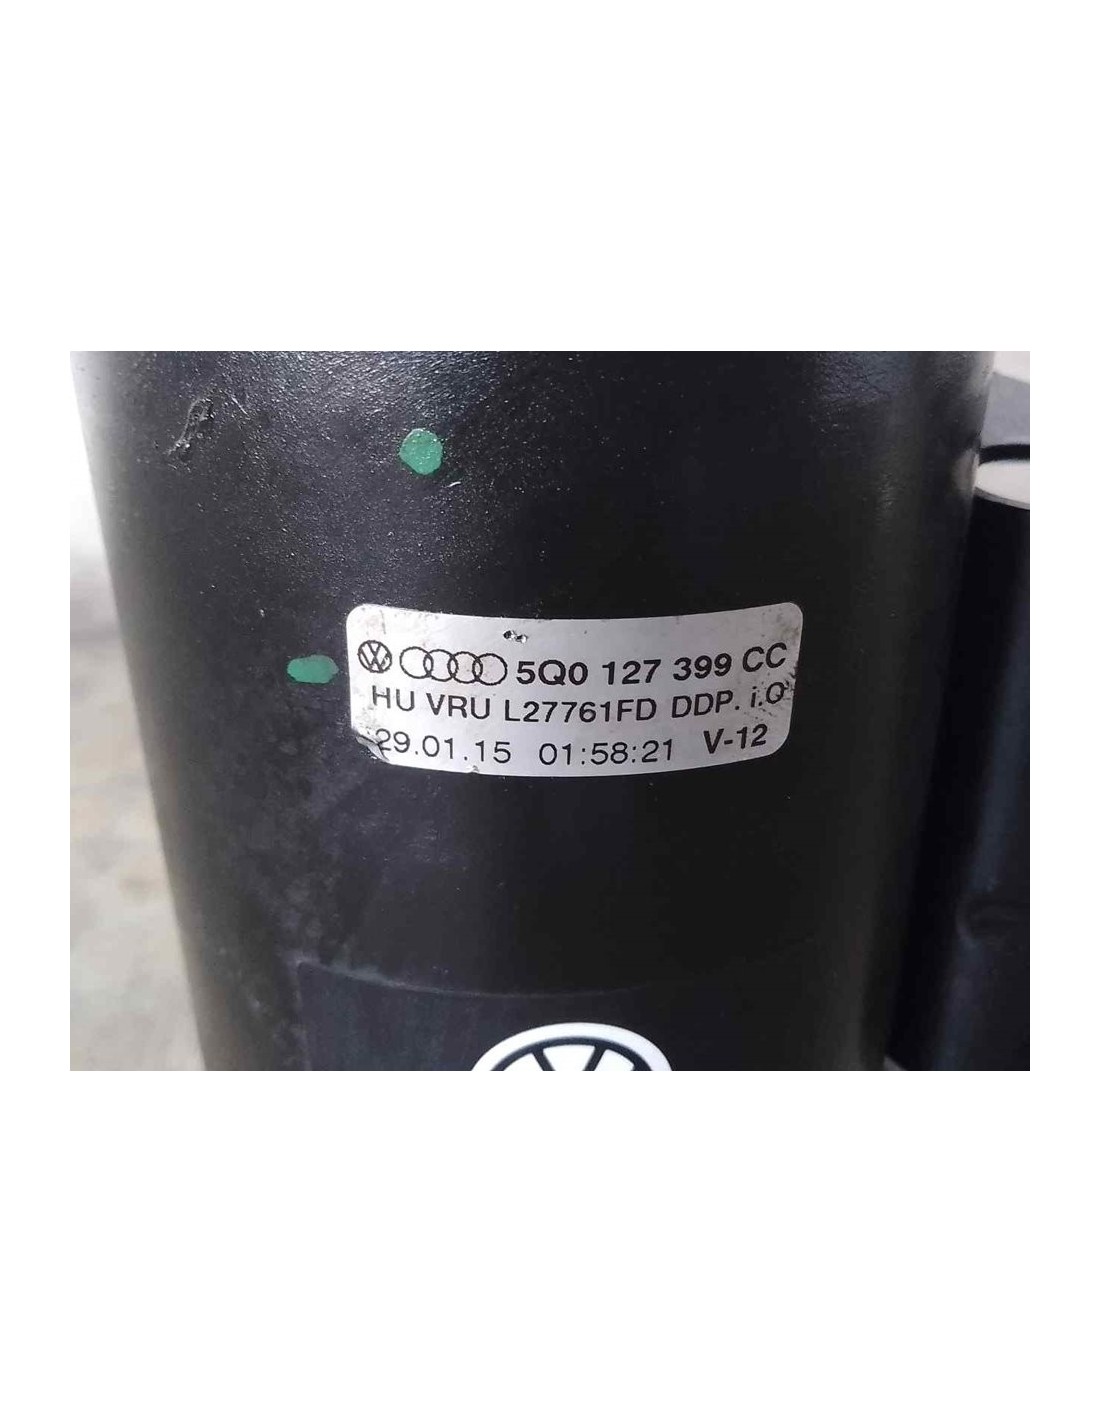 5Q0 127 399 CC
HU VRU L27761FD DDP. i.O
29.01.15 01:58:21 V-12